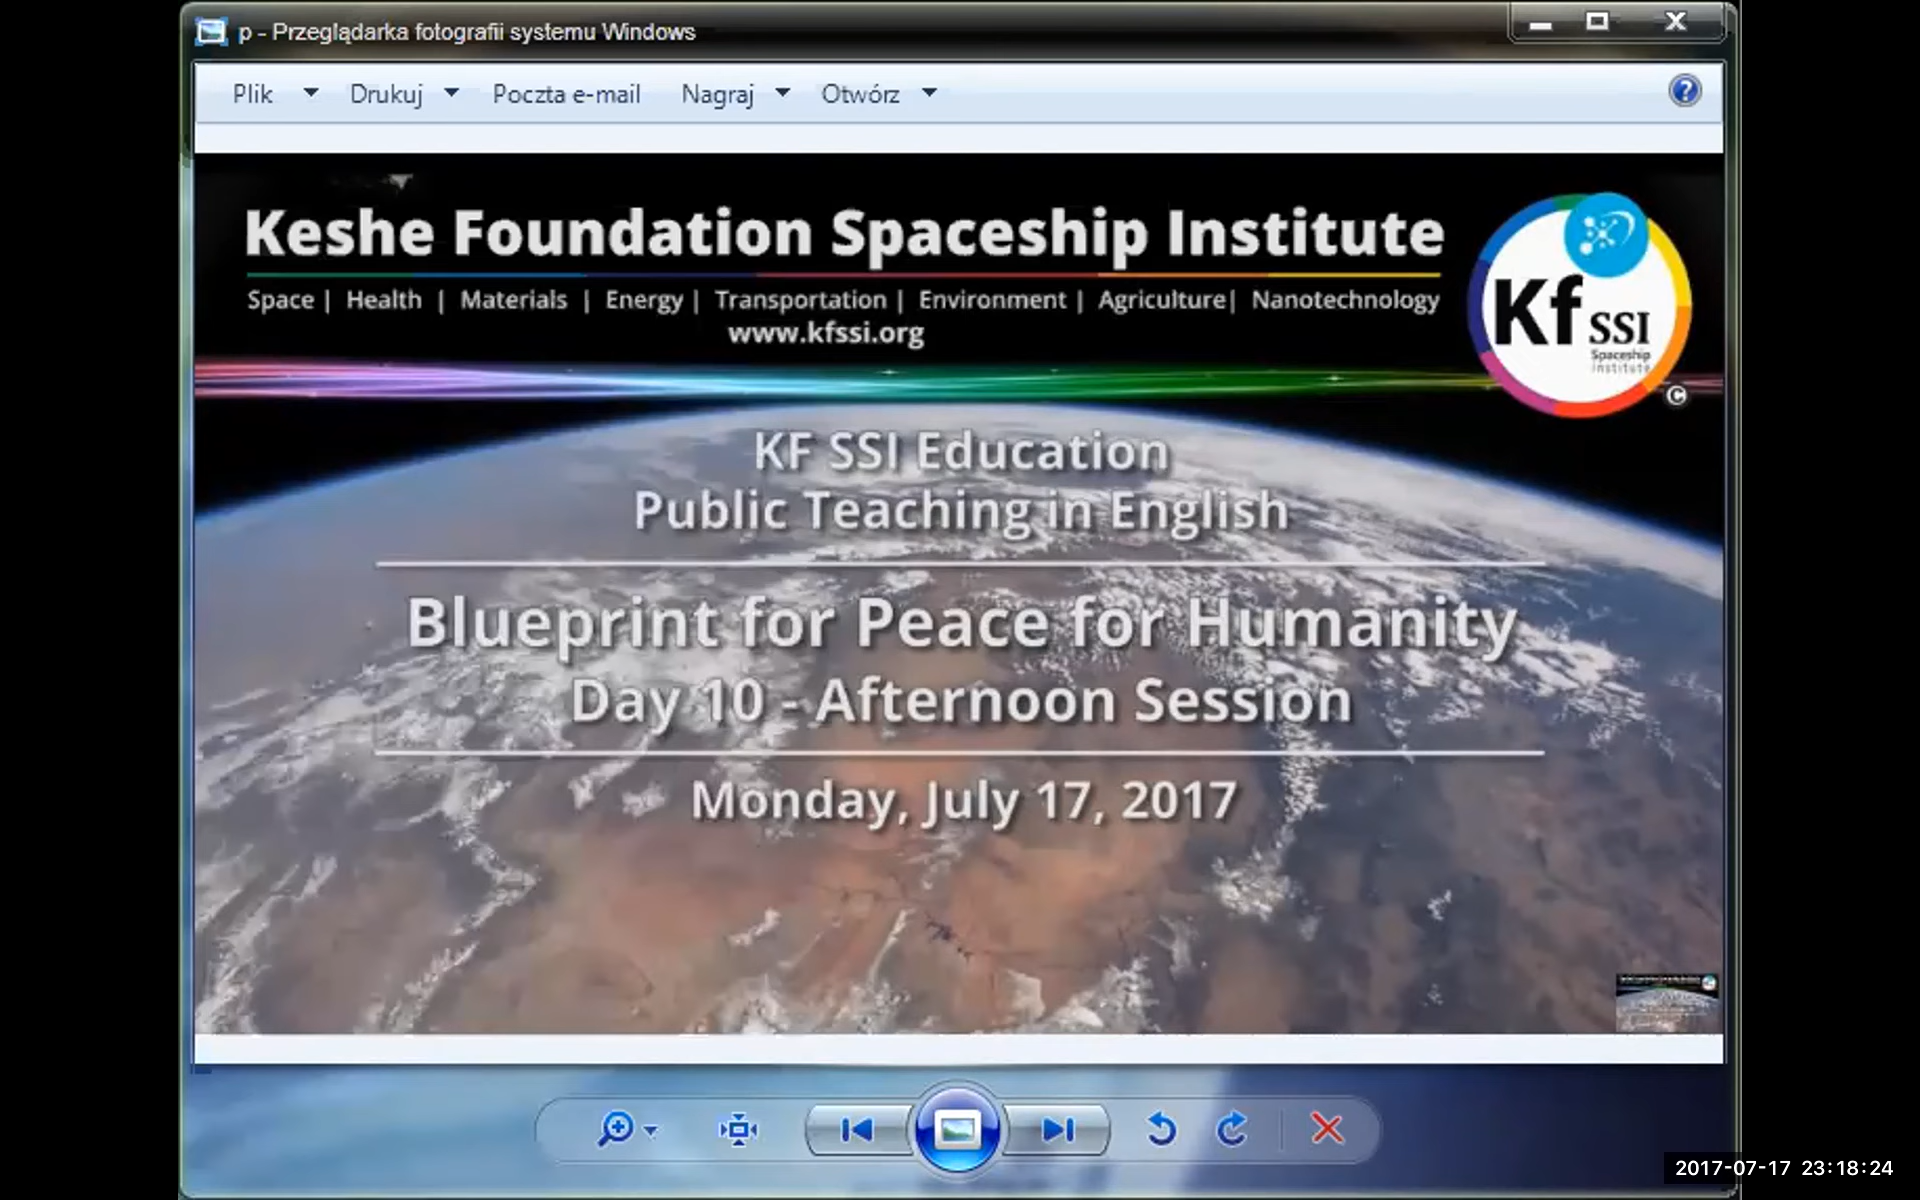 p - Przeglądarka fotografii systemu Windows
Plik Drukuj Poczta e-mail Nagraj Otwórz
Keshe Foundation Spaceship Institute
Space | Health | Materials | Energy | Transportation | Environment | Agriculture | Nanotechnology
www.kfssi.org
Kf SSI
Spaceship
Institute
©
KF SSI Education
Public Teaching in English
Blueprint for Peace for Humanity
Day 10 - Afternoon Session
Monday, July 17, 2017
2017-07-17 23:18:24